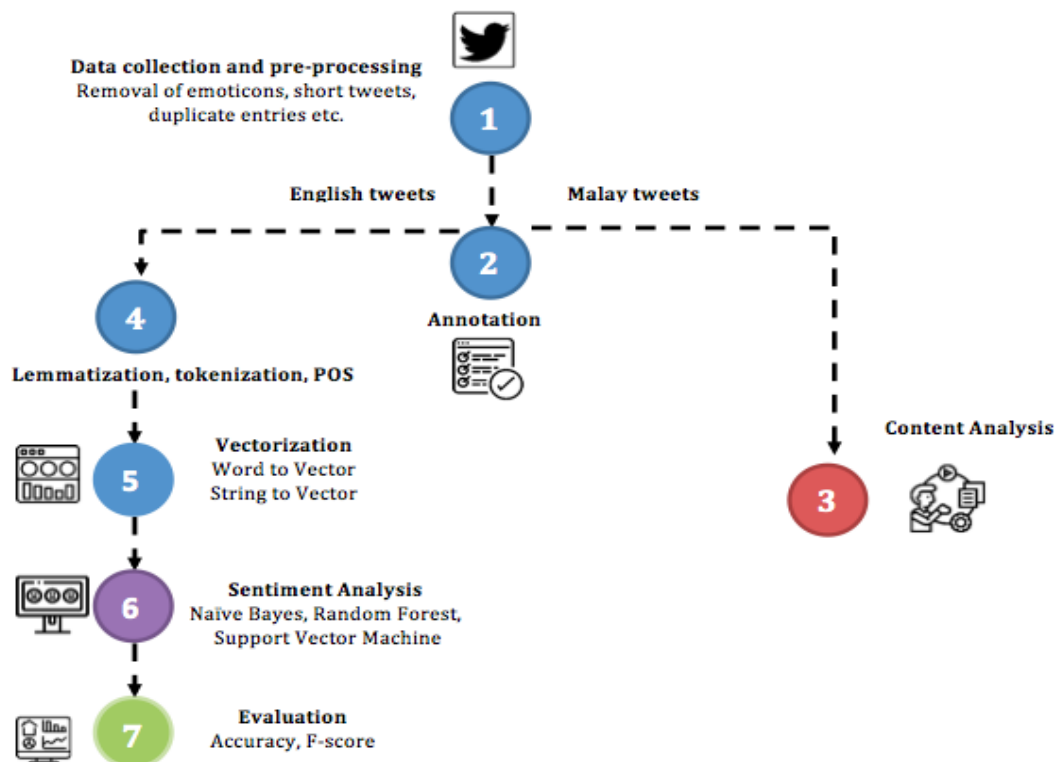 Data collection and pre-processing
Removal of emoticons, short tweets,
duplicate entries etc.
1
English tweets
Malay tweets
2
Annotation
4
Lemmatization, tokenization, POS
Content Analysis
3
Vectorization
Word to Vector
String to Vector
5
Sentiment Analysis
Naïve Bayes, Random Forest,
Support Vector Machine
6
Evaluation
Accuracy, F-score
7